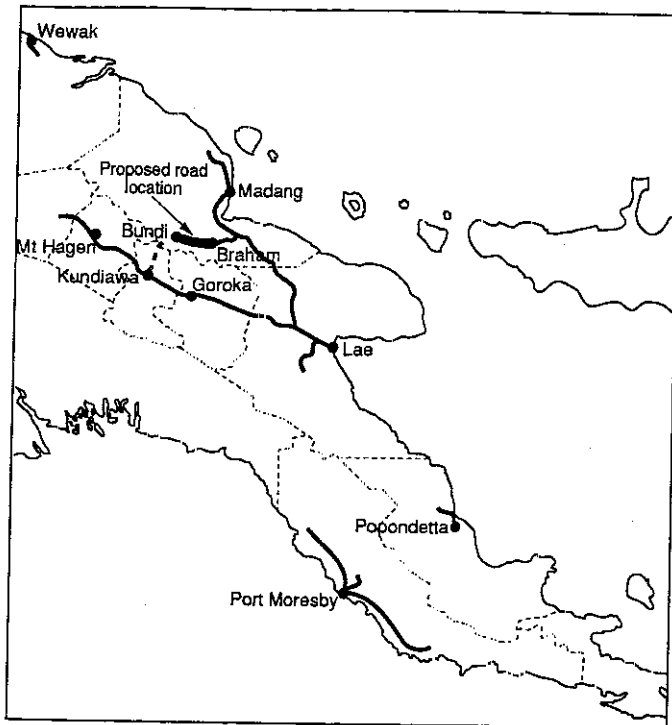 Wewak
Proposed road
location
Madang
Bundi
Mt Hagen
Braham
Kundiawa
Goroka
Lae
Popondetta
Port Moresby